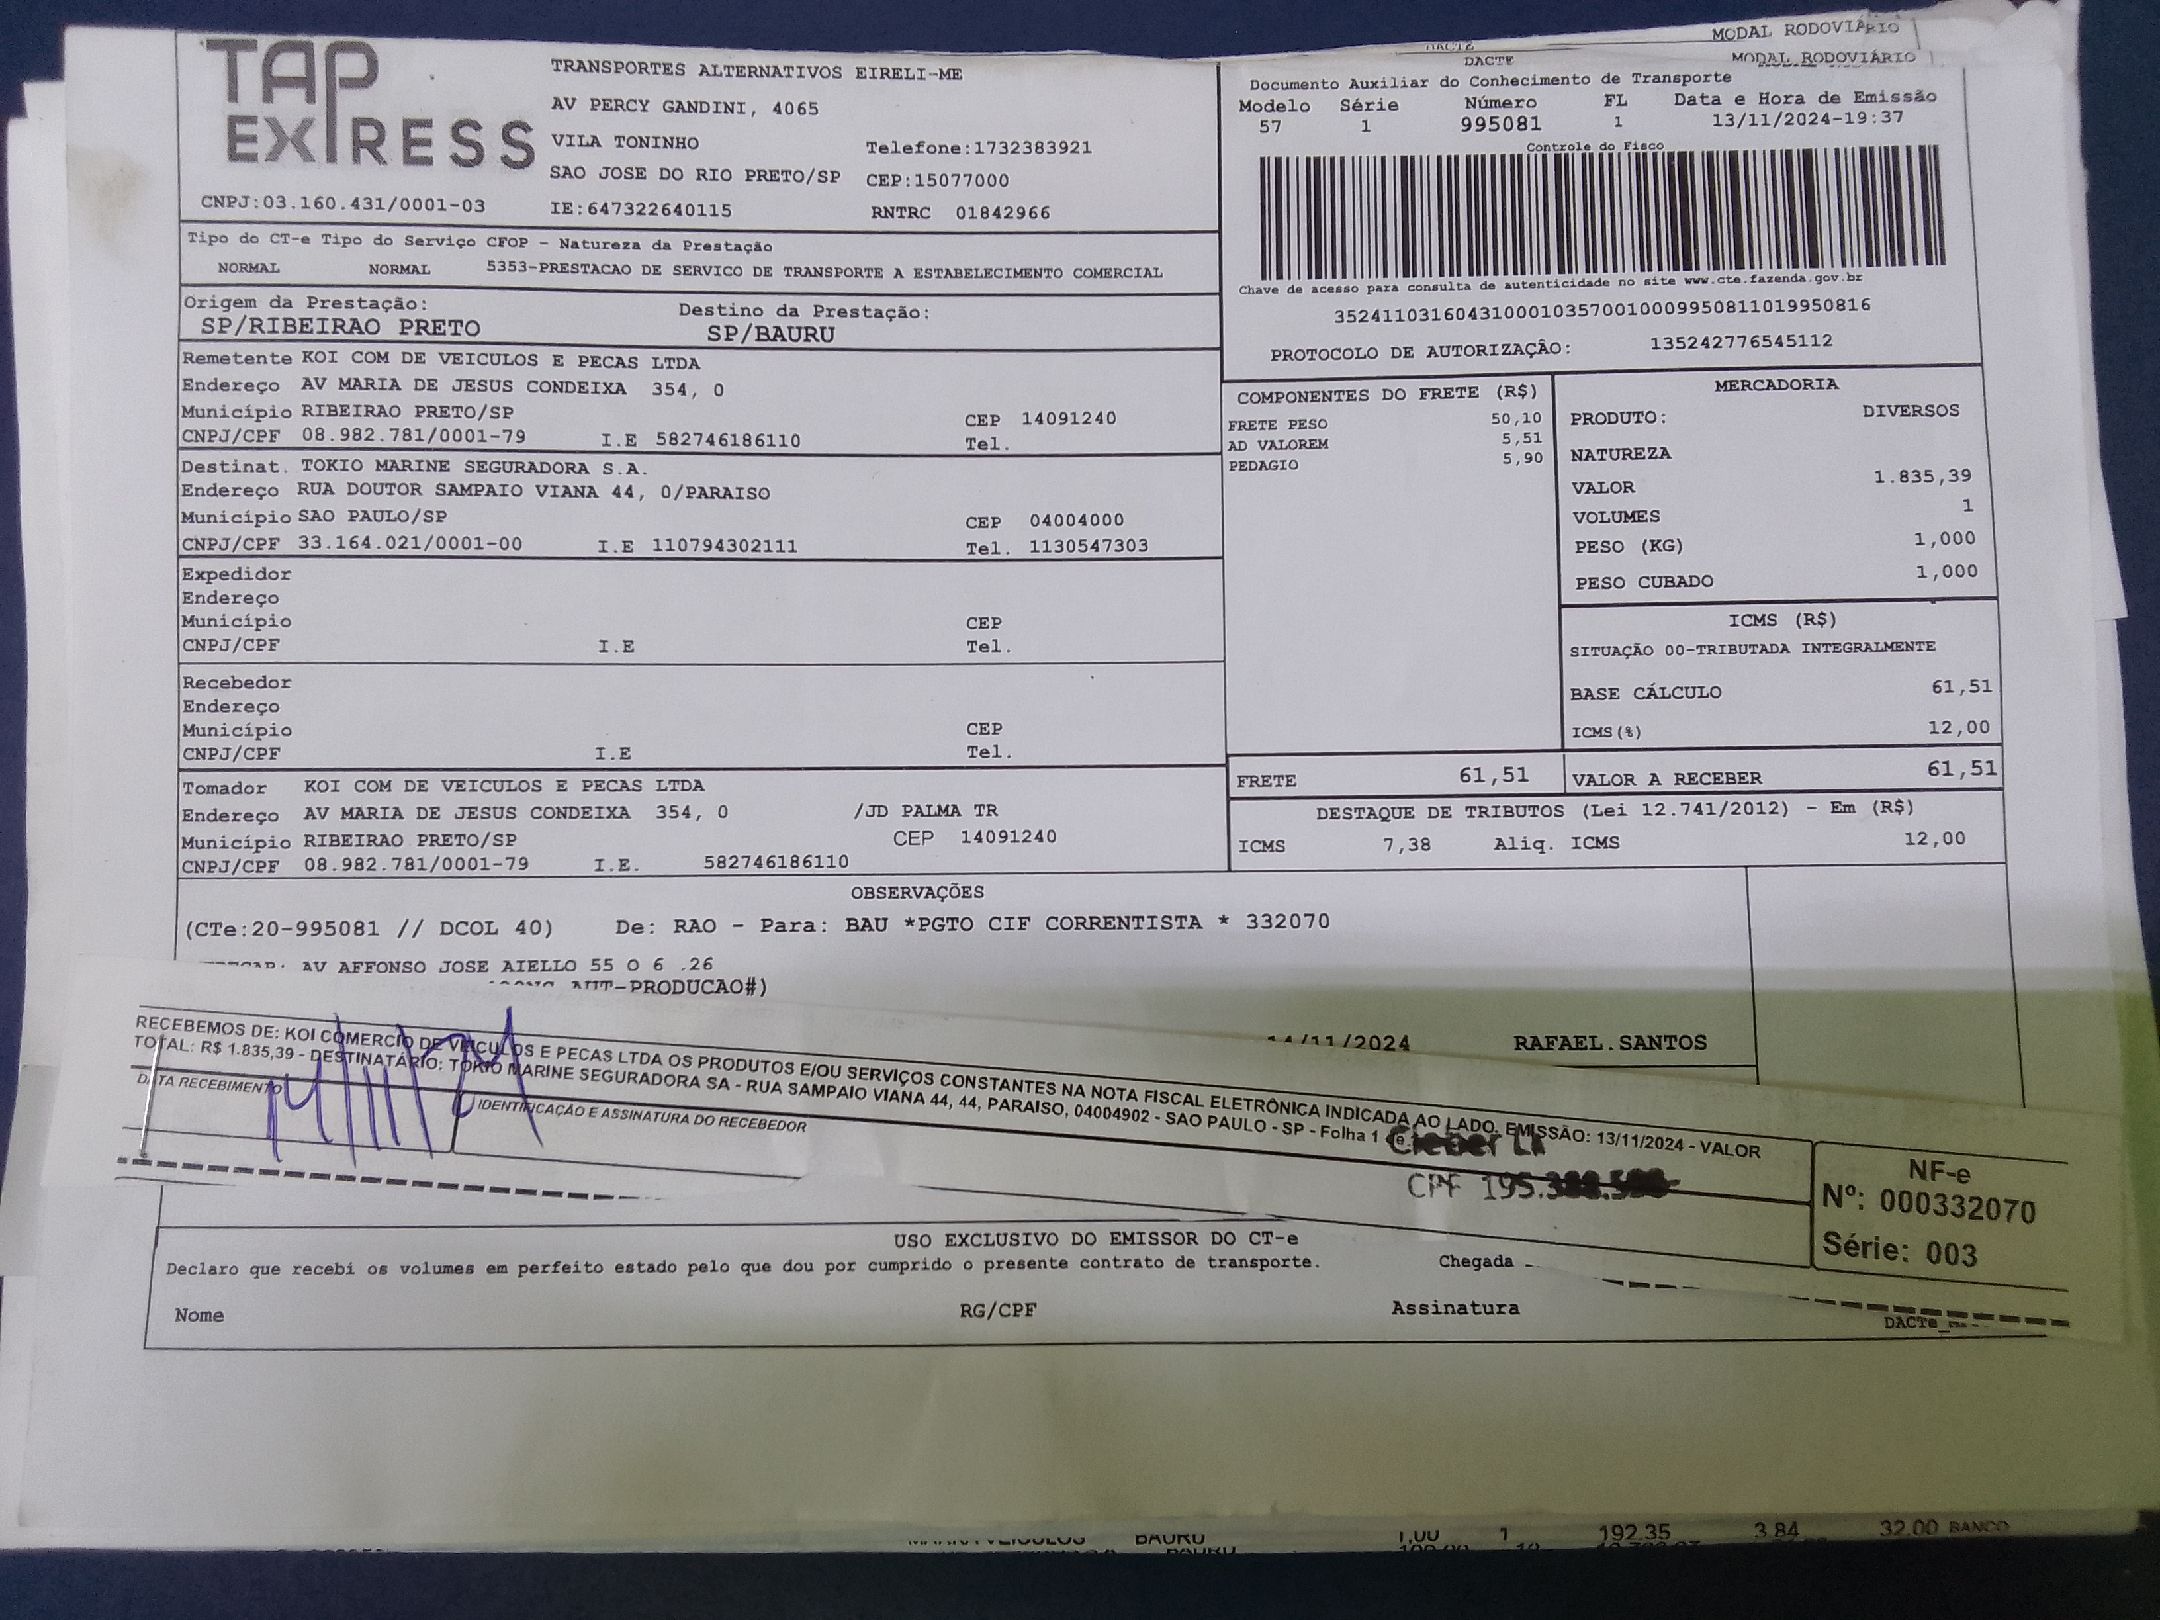 MODAL RODOVIÁRIO
DACTE MODAL RODOVIÁRIO
TAP EXPRESS
TRANSPORTES ALTERNATIVOS EIRELI-ME
AV PERCY GANDINI, 4065
VILA TONINHO Telefone:1732383921
SAO JOSE DO RIO PRETO/SP CEP:15077000
CNPJ:03.160.431/0001-03 IE:647322640115 RNTRC 01842966
Documento Auxiliar do Conhecimento de Transporte
Modelo Série Número FL Data e Hora de Emissão
57 1 995081 1 13/11/2024-19:37
Controle do Fisco
Chave de acesso para consulta de autenticidade no site www.cte.fazenda.gov.br
35241103160431000103570010009950811019950816
PROTOCOLO DE AUTORIZAÇÃO: 135242776545112
Tipo do CT-e Tipo do Serviço CFOP - Natureza da Prestação
NORMAL NORMAL 5353-PRESTACAO DE SERVICO DE TRANSPORTE A ESTABELECIMENTO COMERCIAL
Origem da Prestação: Destino da Prestação:
SP/RIBEIRAO PRETO SP/BAURU
Remetente KOI COM DE VEICULOS E PECAS LTDA
Endereço AV MARIA DE JESUS CONDEIXA 354, 0
Município RIBEIRAO PRETO/SP CEP 14091240
CNPJ/CPF 08.982.781/0001-79 I.E 582746186110 Tel.
Destinat. TOKIO MARINE SEGURADORA S.A.
Endereço RUA DOUTOR SAMPAIO VIANA 44, 0/PARAISO
Município SAO PAULO/SP CEP 04004000
CNPJ/CPF 33.164.021/0001-00 I.E 110794302111 Tel. 1130547303
Expedidor
Endereço
Município CEP
CNPJ/CPF I.E Tel.
Recebedor
Endereço
Município CEP
CNPJ/CPF I.E Tel.
Tomador KOI COM DE VEICULOS E PECAS LTDA
Endereço AV MARIA DE JESUS CONDEIXA 354, 0 /JD PALMA TR
Município RIBEIRAO PRETO/SP CEP 14091240
CNPJ/CPF 08.982.781/0001-79 I.E. 582746186110
COMPONENTES DO FRETE (R$)
FRETE PESO 50,10
AD VALOREM 5,51
PEDAGIO 5,90
MERCADORIA
PRODUTO: DIVERSOS
NATUREZA
VALOR 1.835,39
VOLUMES 1
PESO (KG) 1,000
PESO CUBADO 1,000
ICMS (R$)
SITUAÇÃO 00-TRIBUTADA INTEGRALMENTE
BASE CÁLCULO 61,51
ICMS(%) 12,00
FRETE 61,51 VALOR A RECEBER 61,51
DESTAQUE DE TRIBUTOS (Lei 12.741/2012) - Em (R$)
ICMS 7,38 Aliq. ICMS 12,00
OBSERVAÇÕES
(CTe:20-995081 // DCOL 40) De: RAO - Para: BAU *PGTO CIF CORRENTISTA * 332070
AV AFFONSO JOSE AIELLO 55 0 6 .26
AUT-PRODUCAO#)
14/11/2024 RAFAEL.SANTOS
RECEBEMOS DE: KOI COMERCIO DE VEICULOS E PECAS LTDA OS PRODUTOS E/OU SERVIÇOS CONSTANTES NA NOTA FISCAL ELETRÔNICA INDICADA AO LADO. EMISSÃO: 13/11/2024 - VALOR
TOTAL: R$ 1.835,39 - DESTINATÁRIO: TOKIO MARINE SEGURADORA SA - RUA SAMPAIO VIANA 44, 44, PARAISO, 04004902 - SAO PAULO - SP - Folha 1
DATA RECEBIMENTO IDENTIFICAÇÃO E ASSINATURA DO RECEBEDOR
Cleber
CPF 195.
NF-e
Nº: 000332070
Série: 003
USO EXCLUSIVO DO EMISSOR DO CT-e
Declaro que recebi os volumes em perfeito estado pelo que dou por cumprido o presente contrato de transporte. Chegada
Nome RG/CPF Assinatura
DACTe_
BAURU 1,00 1 192,35 3,84 32,00 BANCO